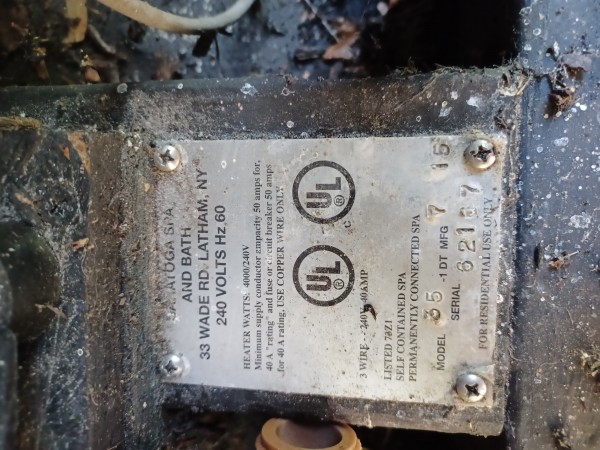 SPA
AND BATH
33 WADE RD. LATHAM, NY
240 VOLTS Hz 60
HEATER WATTS: 4000/240V
Minimum supply conductor ampacity 50 amps for,
40 A "rating" and fuse or circuit breaker 50 amps
for 40 A rating, USE COPPER WIRE ONLY
UL
UL
C
3 WIRE - 240V, 40AMP
LISTED 78Z1
SELF CONTAINED SPA
PERMANENTLY CONNECTED SPA
MODEL 35 -1 DT MFG 7 15
SERIAL 62187
FOR RESIDENTIAL USE ONLY